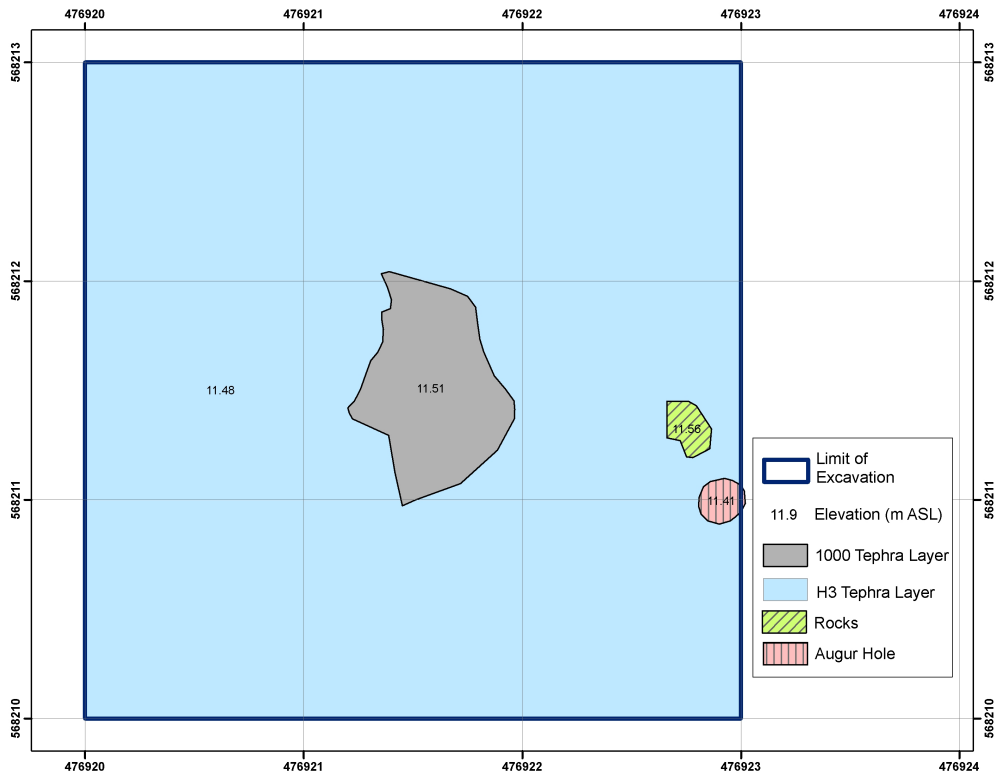 476920 476921 476922 476923 476924
568213 568213
568212 568212
11.48 11.51
11.56
568211 11.41 568211
Limit of
Excavation
11.9 Elevation (m ASL)
1000 Tephra Layer
H3 Tephra Layer
Rocks
Augur Hole
568210 568210
476920 476921 476922 476923 476924